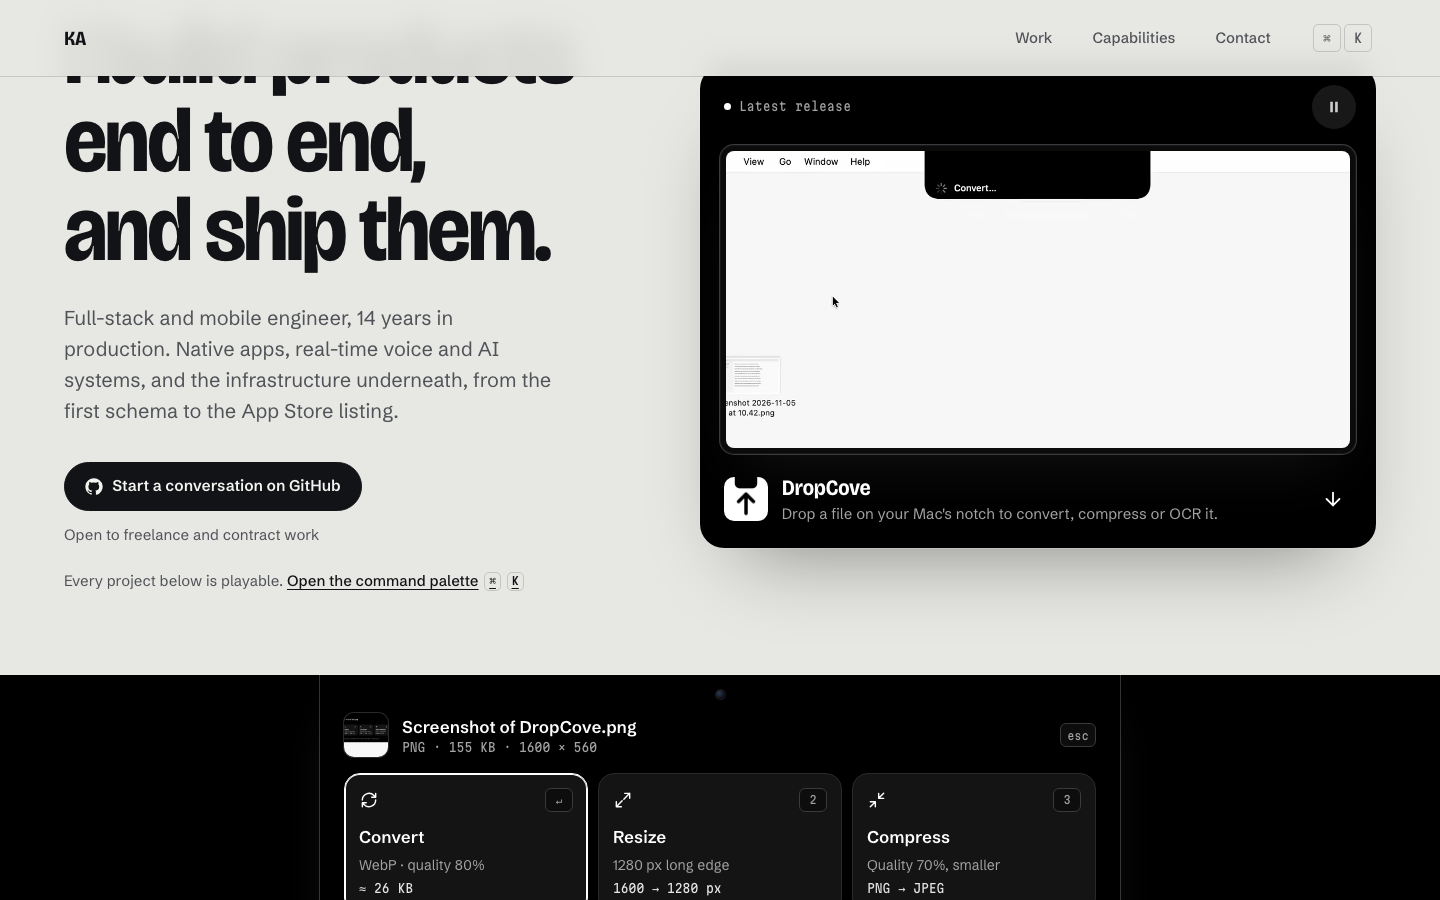 KA
Work
Capabilities
Contact
⌘ K
I build products
end to end,
and ship them.
Full-stack and mobile engineer, 14 years in
production. Native apps, real-time voice and AI
systems, and the infrastructure underneath, from the
first schema to the App Store listing.
Start a conversation on GitHub
Open to freelance and contract work
Every project below is playable. Open the command palette ⌘ K
Latest release
View Go Window Help
Convert...
enshot 2026-11-05
at 10.42.png
DropCove
Drop a file on your Mac's notch to convert, compress or OCR it.
Screenshot of DropCove.png
PNG · 155 KB · 1600 × 560
esc
↵
Convert
WebP · quality 80%
≈ 26 KB
2
Resize
1280 px long edge
1600 → 1280 px
3
Compress
Quality 70%, smaller
PNG → JPEG